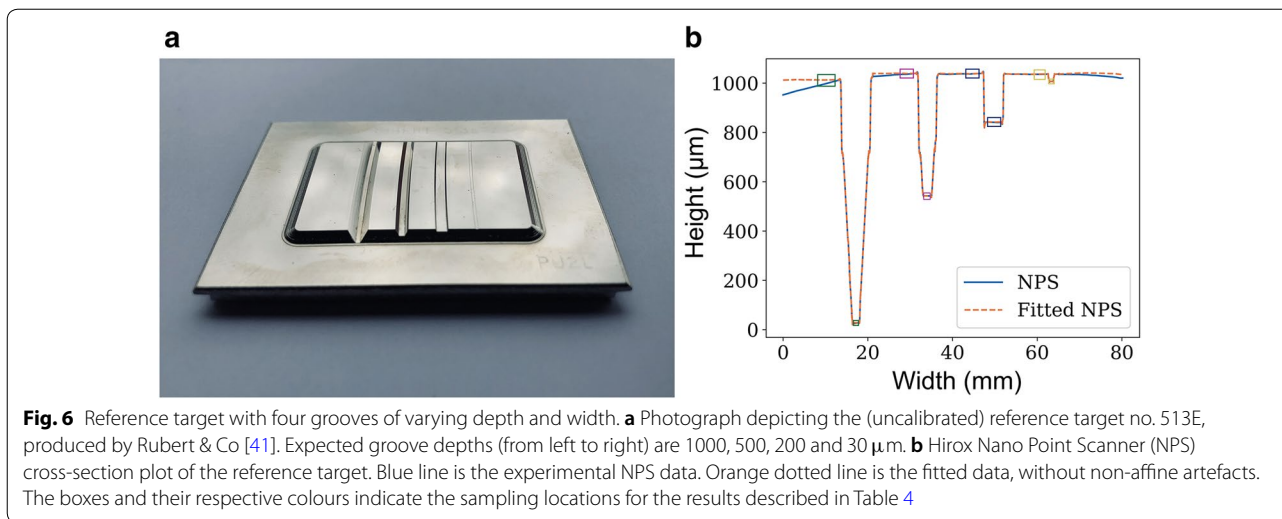 a
b
PU2L
1000
800
600
400
200
0
Height (µm)
NPS
Fitted NPS
0
20
40
60
80
Width (mm)
Fig. 6 Reference target with four grooves of varying depth and width. a Photograph depicting the (uncalibrated) reference target no. 513E,
produced by Rubert & Co [41]. Expected groove depths (from left to right) are 1000, 500, 200 and 30 µm. b Hirox Nano Point Scanner (NPS)
cross-section plot of the reference target. Blue line is the experimental NPS data. Orange dotted line is the fitted data, without non-affine artefacts.
The boxes and their respective colours indicate the sampling locations for the results described in Table 4